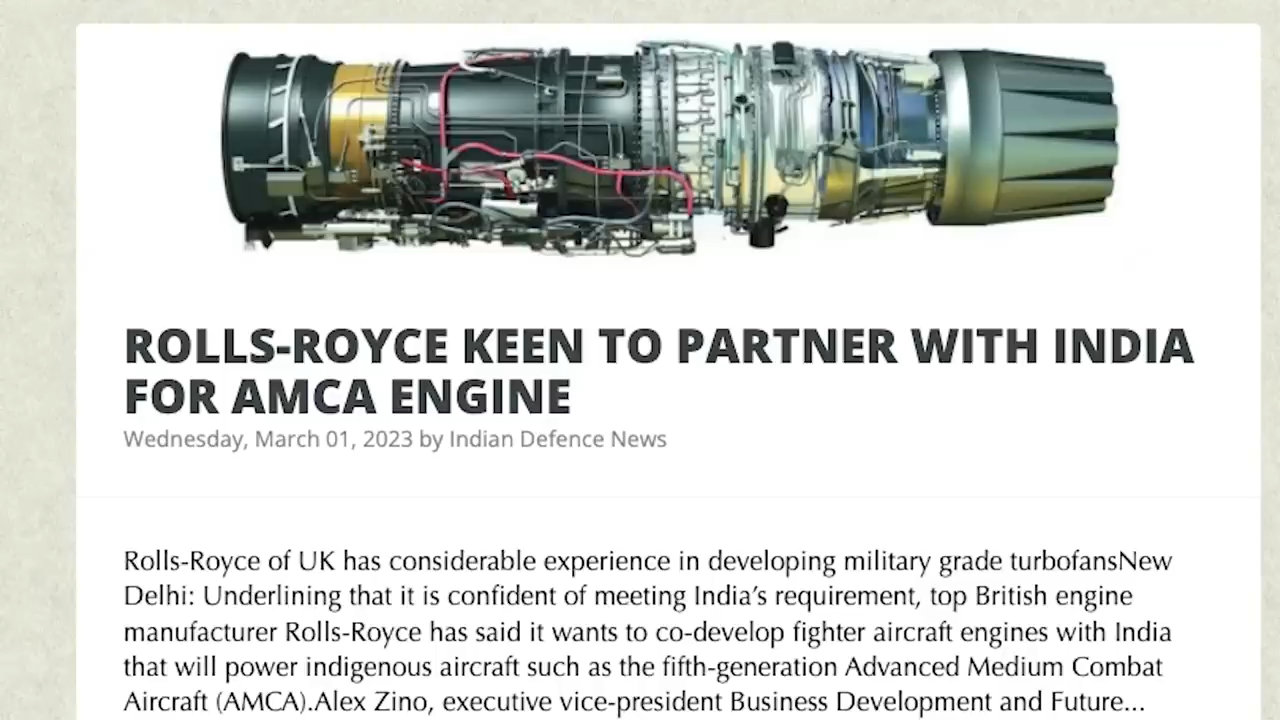 ROLLS-ROYCE KEEN TO PARTNER WITH INDIA
FOR AMCA ENGINE
Wednesday, March 01, 2023 by Indian Defence News
Rolls-Royce of UK has considerable experience in developing military grade turbofansNew
Delhi: Underlining that it is confident of meeting India’s requirement, top British engine
manufacturer Rolls-Royce has said it wants to co-develop fighter aircraft engines with India
that will power indigenous aircraft such as the fifth-generation Advanced Medium Combat
Aircraft (AMCA).Alex Zino, executive vice-president Business Development and Future...